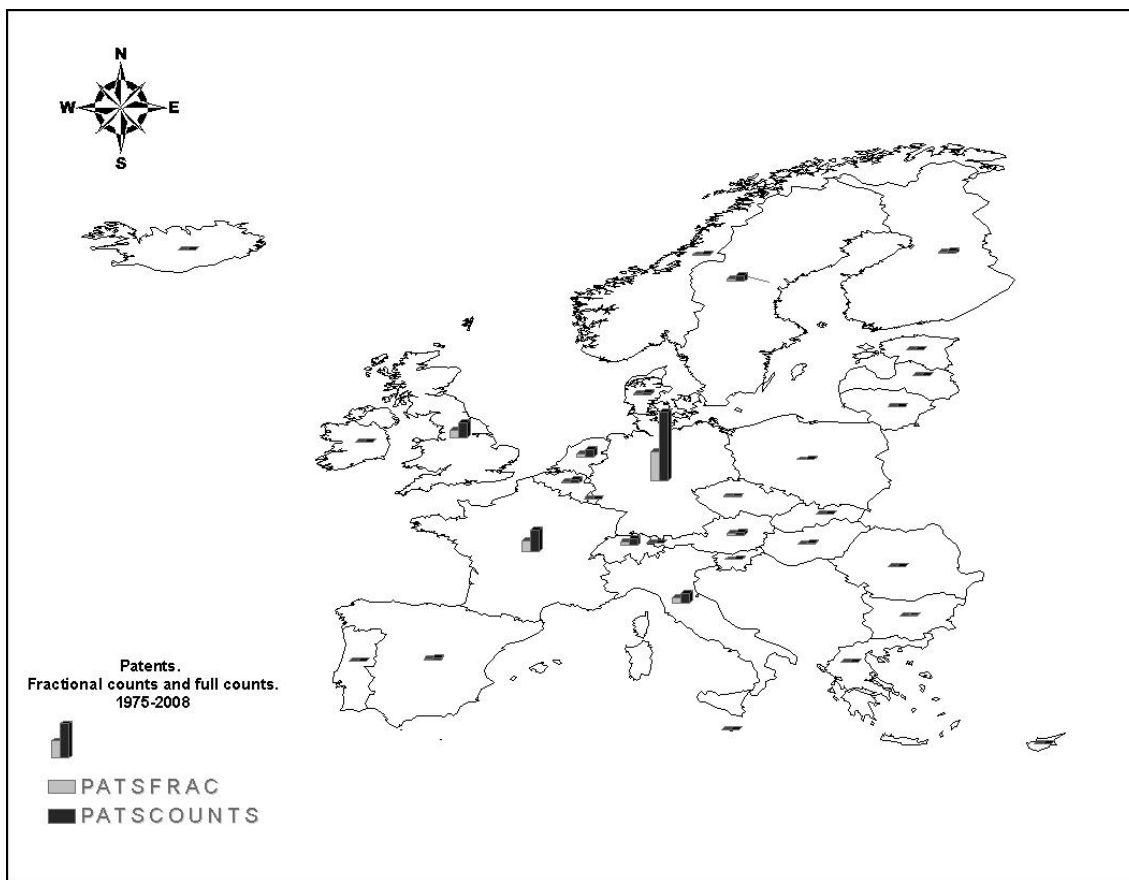 N
W E
S
Patents.
Fractional counts and full counts.
1975-2008
PATSFRAC
PATSCOUNTS